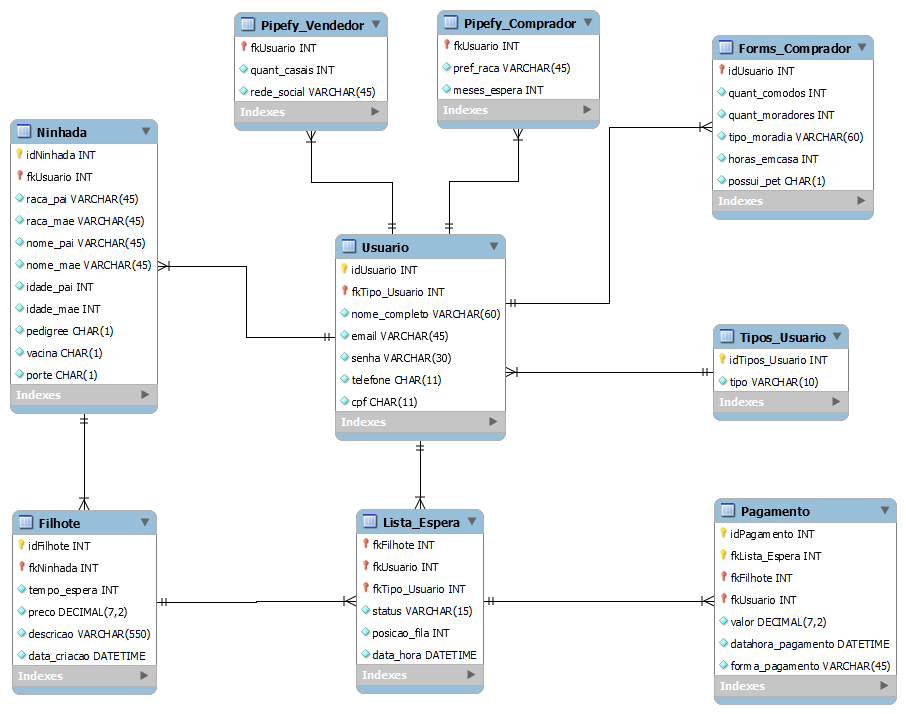 Pipefy_Vendedor
fkUsuario INT
quant_casais INT
rede_social VARCHAR(45)
Indexes
Pipefy_Comprador
fkUsuario INT
pref_raca VARCHAR(45)
meses_espera INT
Indexes
Forms_Comprador
idUsuario INT
quant_comodos INT
quant_moradores INT
tipo_moradia VARCHAR(60)
horas_emcasa INT
possui_pet CHAR(1)
Indexes
Ninhada
idNinhada INT
fkUsuario INT
raca_pai VARCHAR(45)
raca_mae VARCHAR(45)
nome_pai VARCHAR(45)
nome_mae VARCHAR(45)
idade_pai INT
idade_mae INT
pedigree CHAR(1)
vacina CHAR(1)
porte CHAR(1)
Indexes
Usuario
idUsuario INT
fkTipo_Usuario INT
nome_completo VARCHAR(60)
email VARCHAR(45)
senha VARCHAR(30)
telefone CHAR(11)
cpf CHAR(11)
Indexes
Tipos_Usuario
idTipos_Usuario INT
tipo VARCHAR(10)
Indexes
Filhote
idFilhote INT
fkNinhada INT
tempo_espera INT
preco DECIMAL(7,2)
descricao VARCHAR(550)
data_criacao DATETIME
Indexes
Lista_Espera
fkFilhote INT
fkUsuario INT
fkTipo_Usuario INT
status VARCHAR(15)
posicao_fila INT
data_hora DATETIME
Indexes
Pagamento
idPagamento INT
fkLista_Espera INT
fkFilhote INT
fkUsuario INT
valor DECIMAL(7,2)
datahora_pagamento DATETIME
forma_pagamento VARCHAR(45)
Indexes